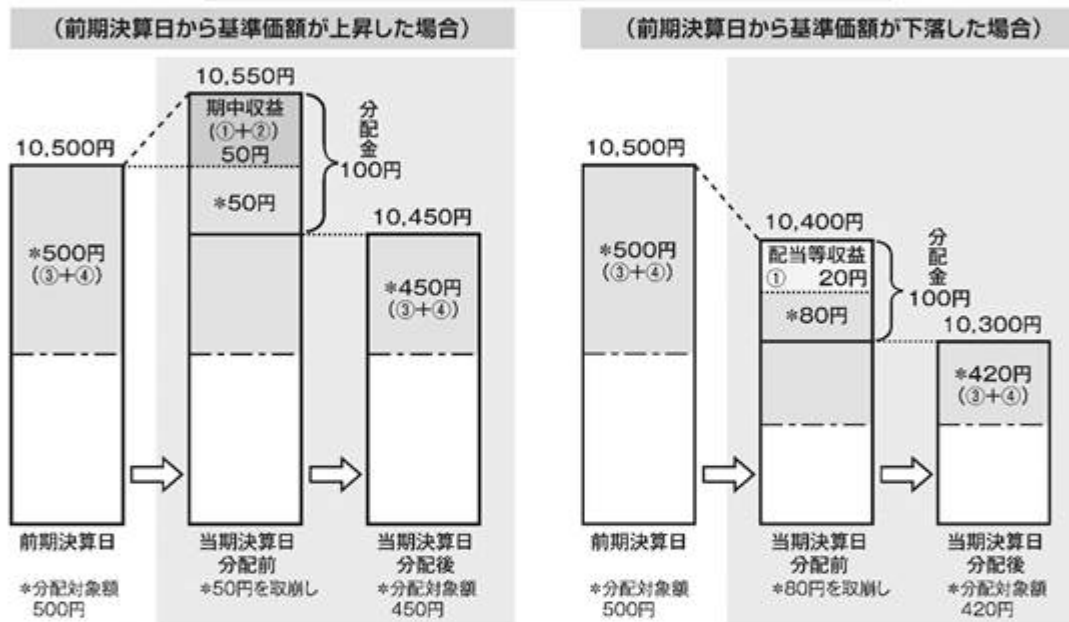 （前期決算日から基準価額が上昇した場合）
10,500円
*500円
（③+④）
前期決算日
*分配対象額
500円
10,550円
期中収益
（①+②）
50円
*50円
分配金
100円
当期決算日
分配前
*50円を取崩し
10,450円
*450円
（③+④）
当期決算日
分配後
*分配対象額
450円
（前期決算日から基準価額が下落した場合）
10,500円
*500円
（③+④）
前期決算日
*分配対象額
500円
10,400円
配当等収益
① 20円
*80円
分配金
100円
当期決算日
分配前
*80円を取崩し
10,300円
*420円
（③+④）
当期決算日
分配後
*分配対象額
420円